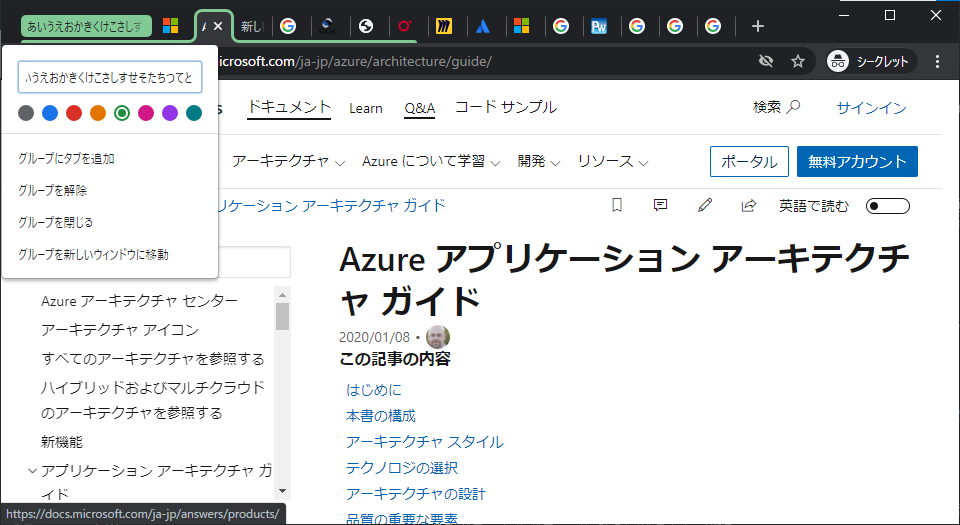 あいうえおかきくけこさしす
新し
いうえおかきくけこさしすせそたちつてと
icrosoft.com/ja-jp/azure/architecture/guide/
シークレット
グループにタブを追加
グループを解除
グループを閉じる
グループを新しいウィンドウに移動
s ドキュメント Learn Q&A コード サンプル 検索 サインイン
アーキテクチャ Azure について学習 開発 リソース ポータル 無料アカウント
リケーション アーキテクチャ ガイド 英語で読む
Azure アーキテクチャ センター
アーキテクチャ アイコン
すべてのアーキテクチャを参照する
ハイブリッドおよびマルチクラウド
のアーキテクチャを参照する
新機能
アプリケーション アーキテクチャ ガ
イド
Azure アプリケーション アーキテクチ
ャ ガイド
2020/01/08 •
この記事の内容
はじめに
本書の構成
アーキテクチャ スタイル
テクノロジの選択
アーキテクチャの設計
品質の重要な要素
https://docs.microsoft.com/ja-jp/answers/products/